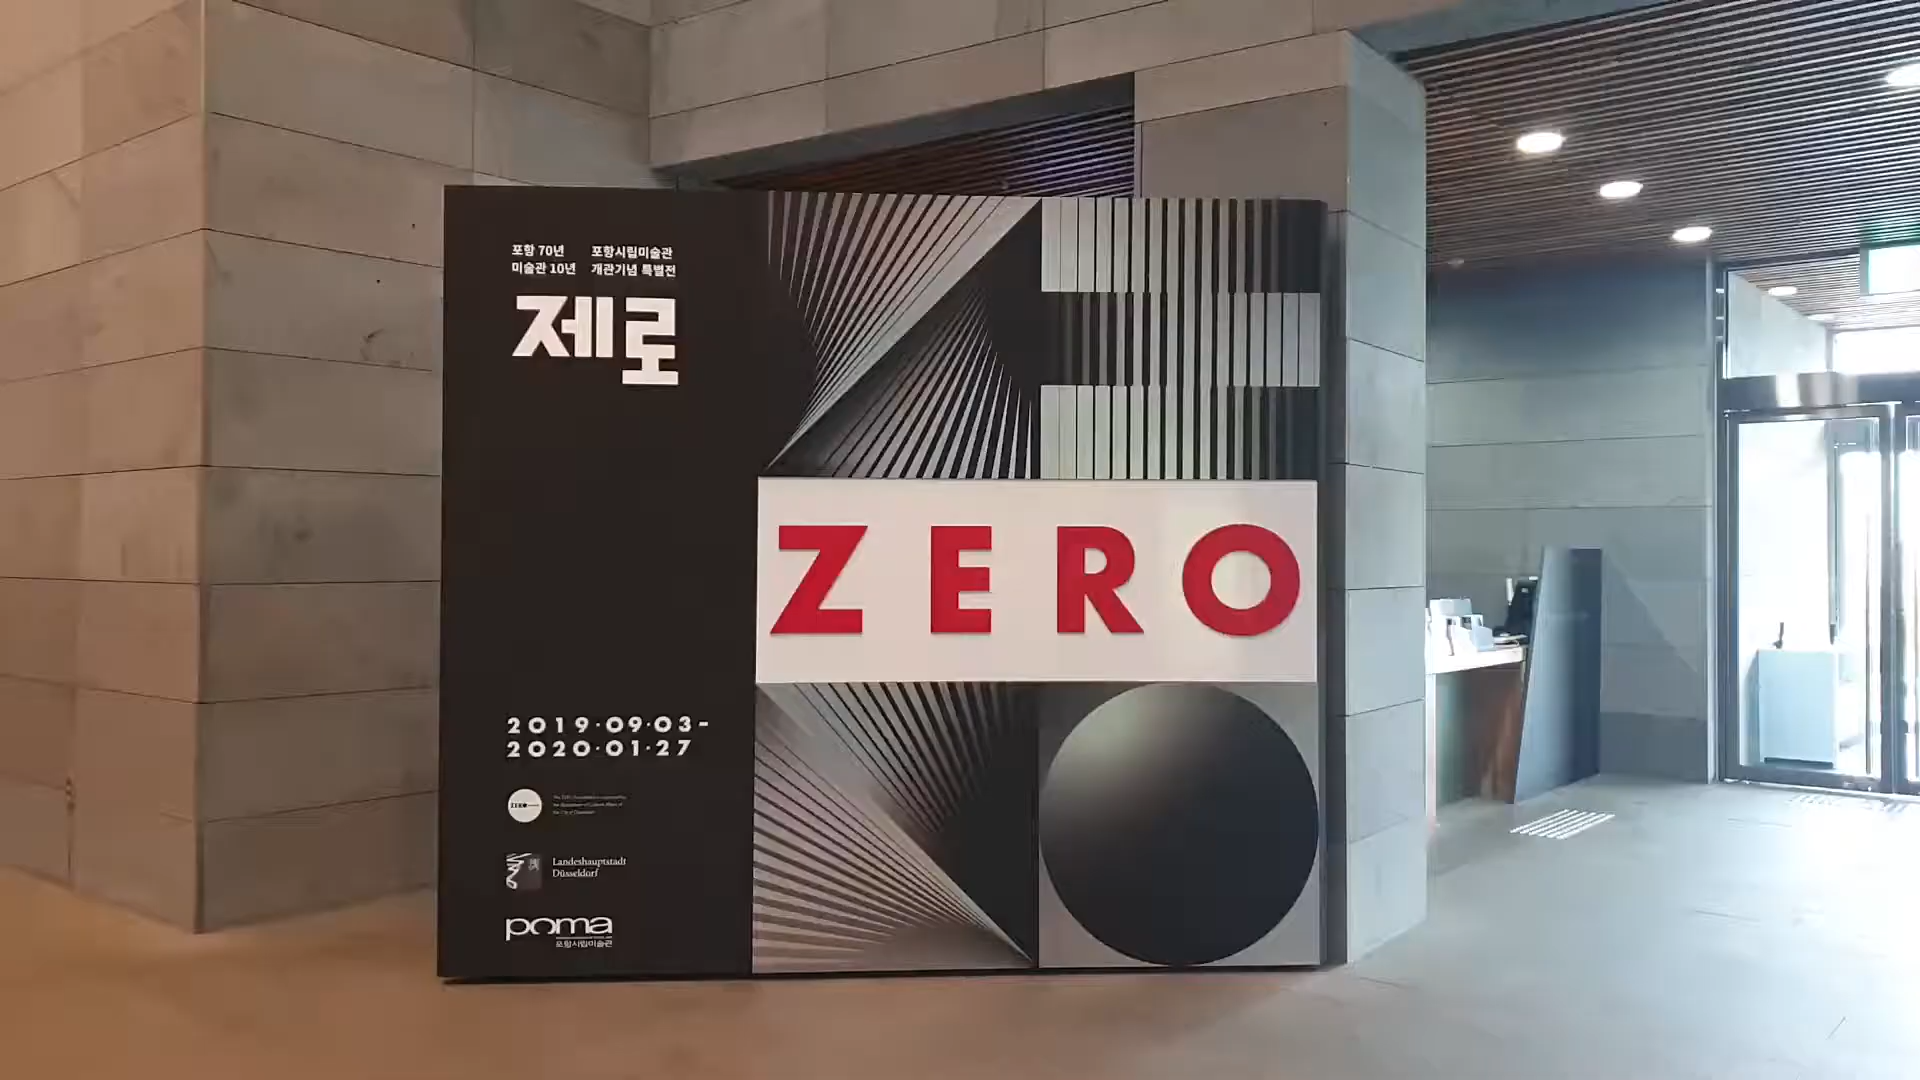 포항 70년 포항시립미술관
미술관 10년 개관기념 특별전
제로
ZERO
2019·09·03-
2020·01·27
ZERO
Landeshauptstadt
Düsseldorf
poma
포항시립미술관